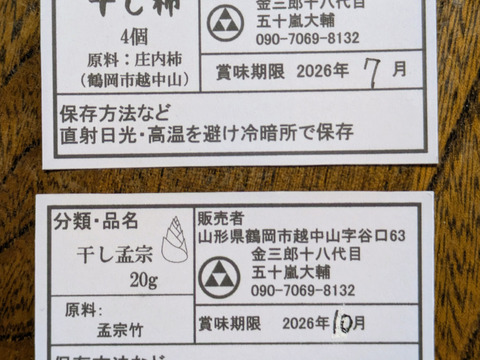 干し柿
4個
原料：庄内柿
（鶴岡市越中山）
金三郎十八代目
五十嵐大輔
090-7069-8132
賞味期限 2026年 7月
保存方法など
直射日光・高温を避け冷暗所で保存
分類・品名
干し孟宗
20g
原料：
孟宗竹
販売者
山形県鶴岡市越中山字谷口63
金三郎十八代目
五十嵐大輔
090-7069-8132
賞味期限 2026年10月
保存方法など